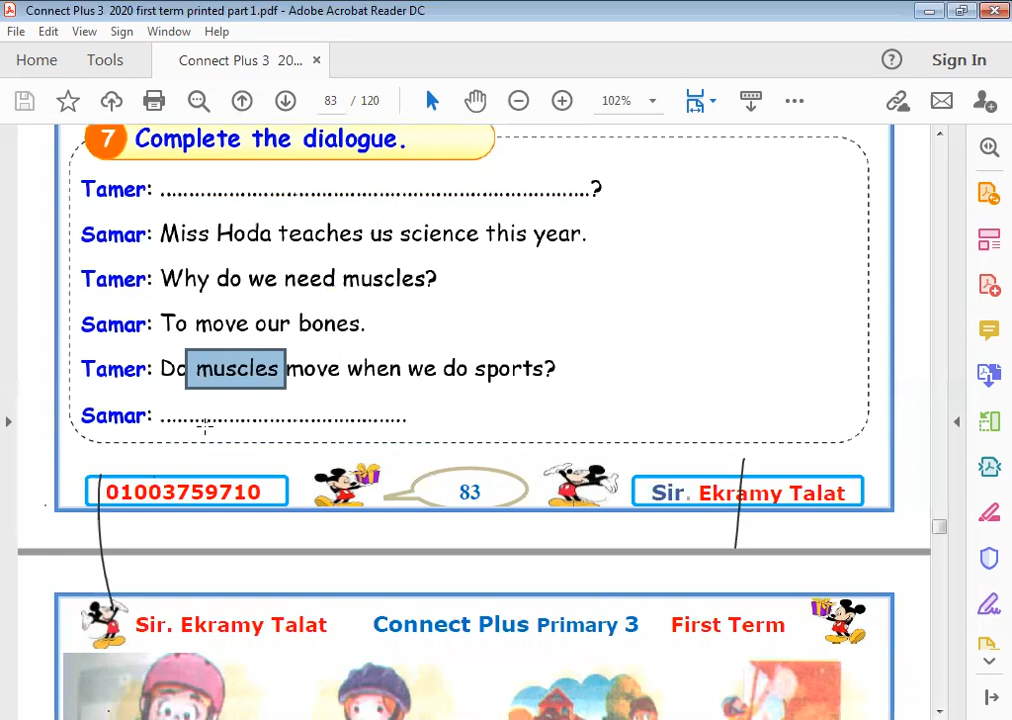 Connect Plus 3 2020 first term printed part 1.pdf - Adobe Acrobat Reader DC
File Edit View Sign Window Help
Home Tools Connect Plus 3 20... × Sign In
83 / 120 102%
7 Complete the dialogue.
Tamer: ............................................................................?
Samar: Miss Hoda teaches us science this year.
Tamer: Why do we need muscles?
Samar: To move our bones.
Tamer: Do muscles move when we do sports?
Samar: ............................................
01003759710 83 Sir. Ekramy Talat
Sir. Ekramy Talat Connect Plus Primary 3 First Term